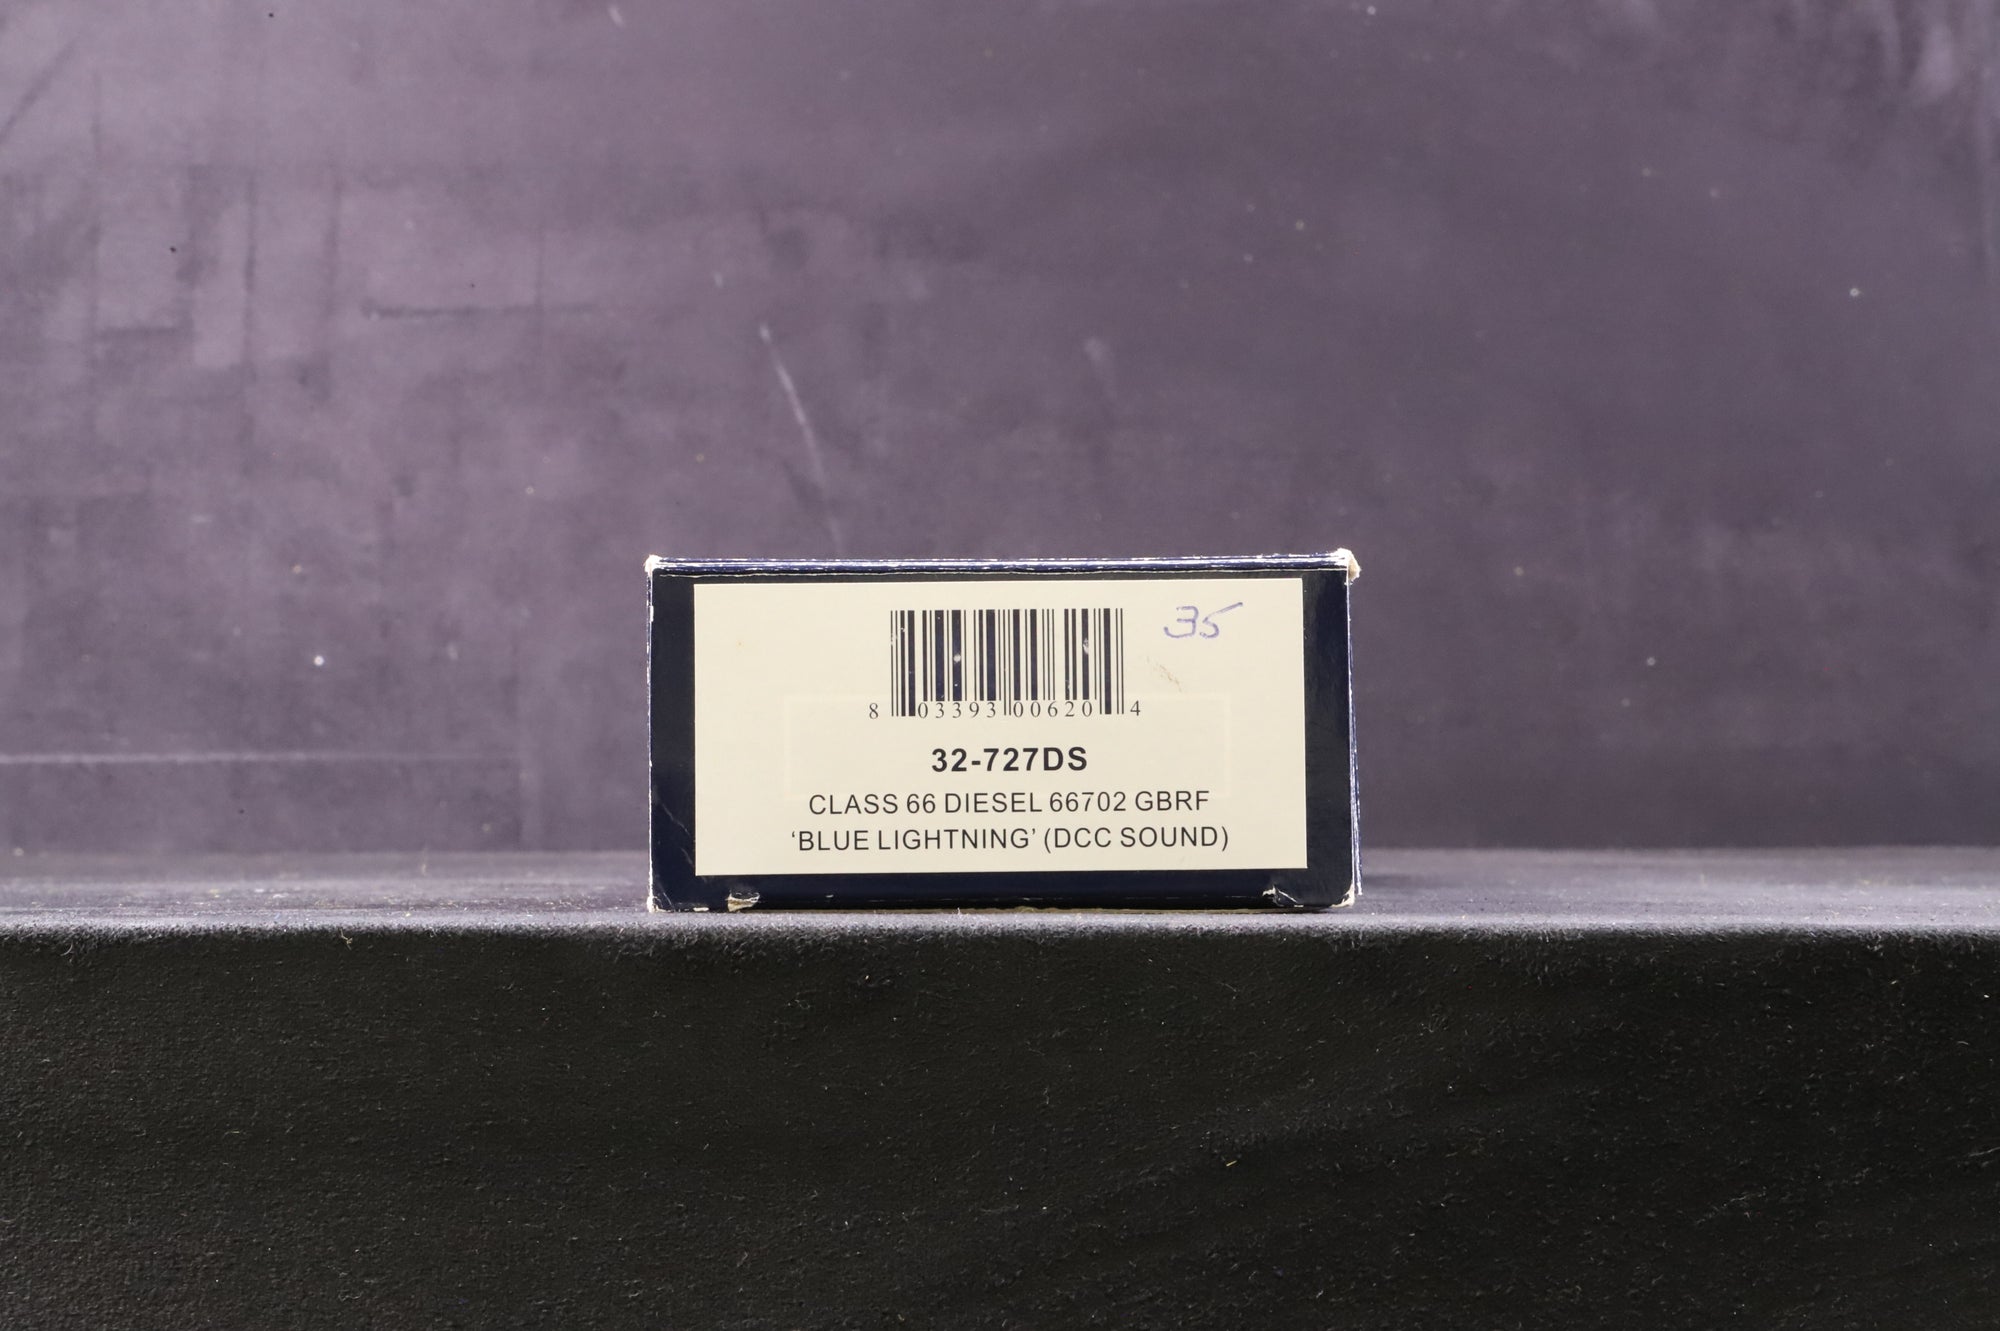 35
8 03393 00620 4
32-727DS
CLASS 66 DIESEL 66702 GBRF
‘BLUE LIGHTNING’ (DCC SOUND)